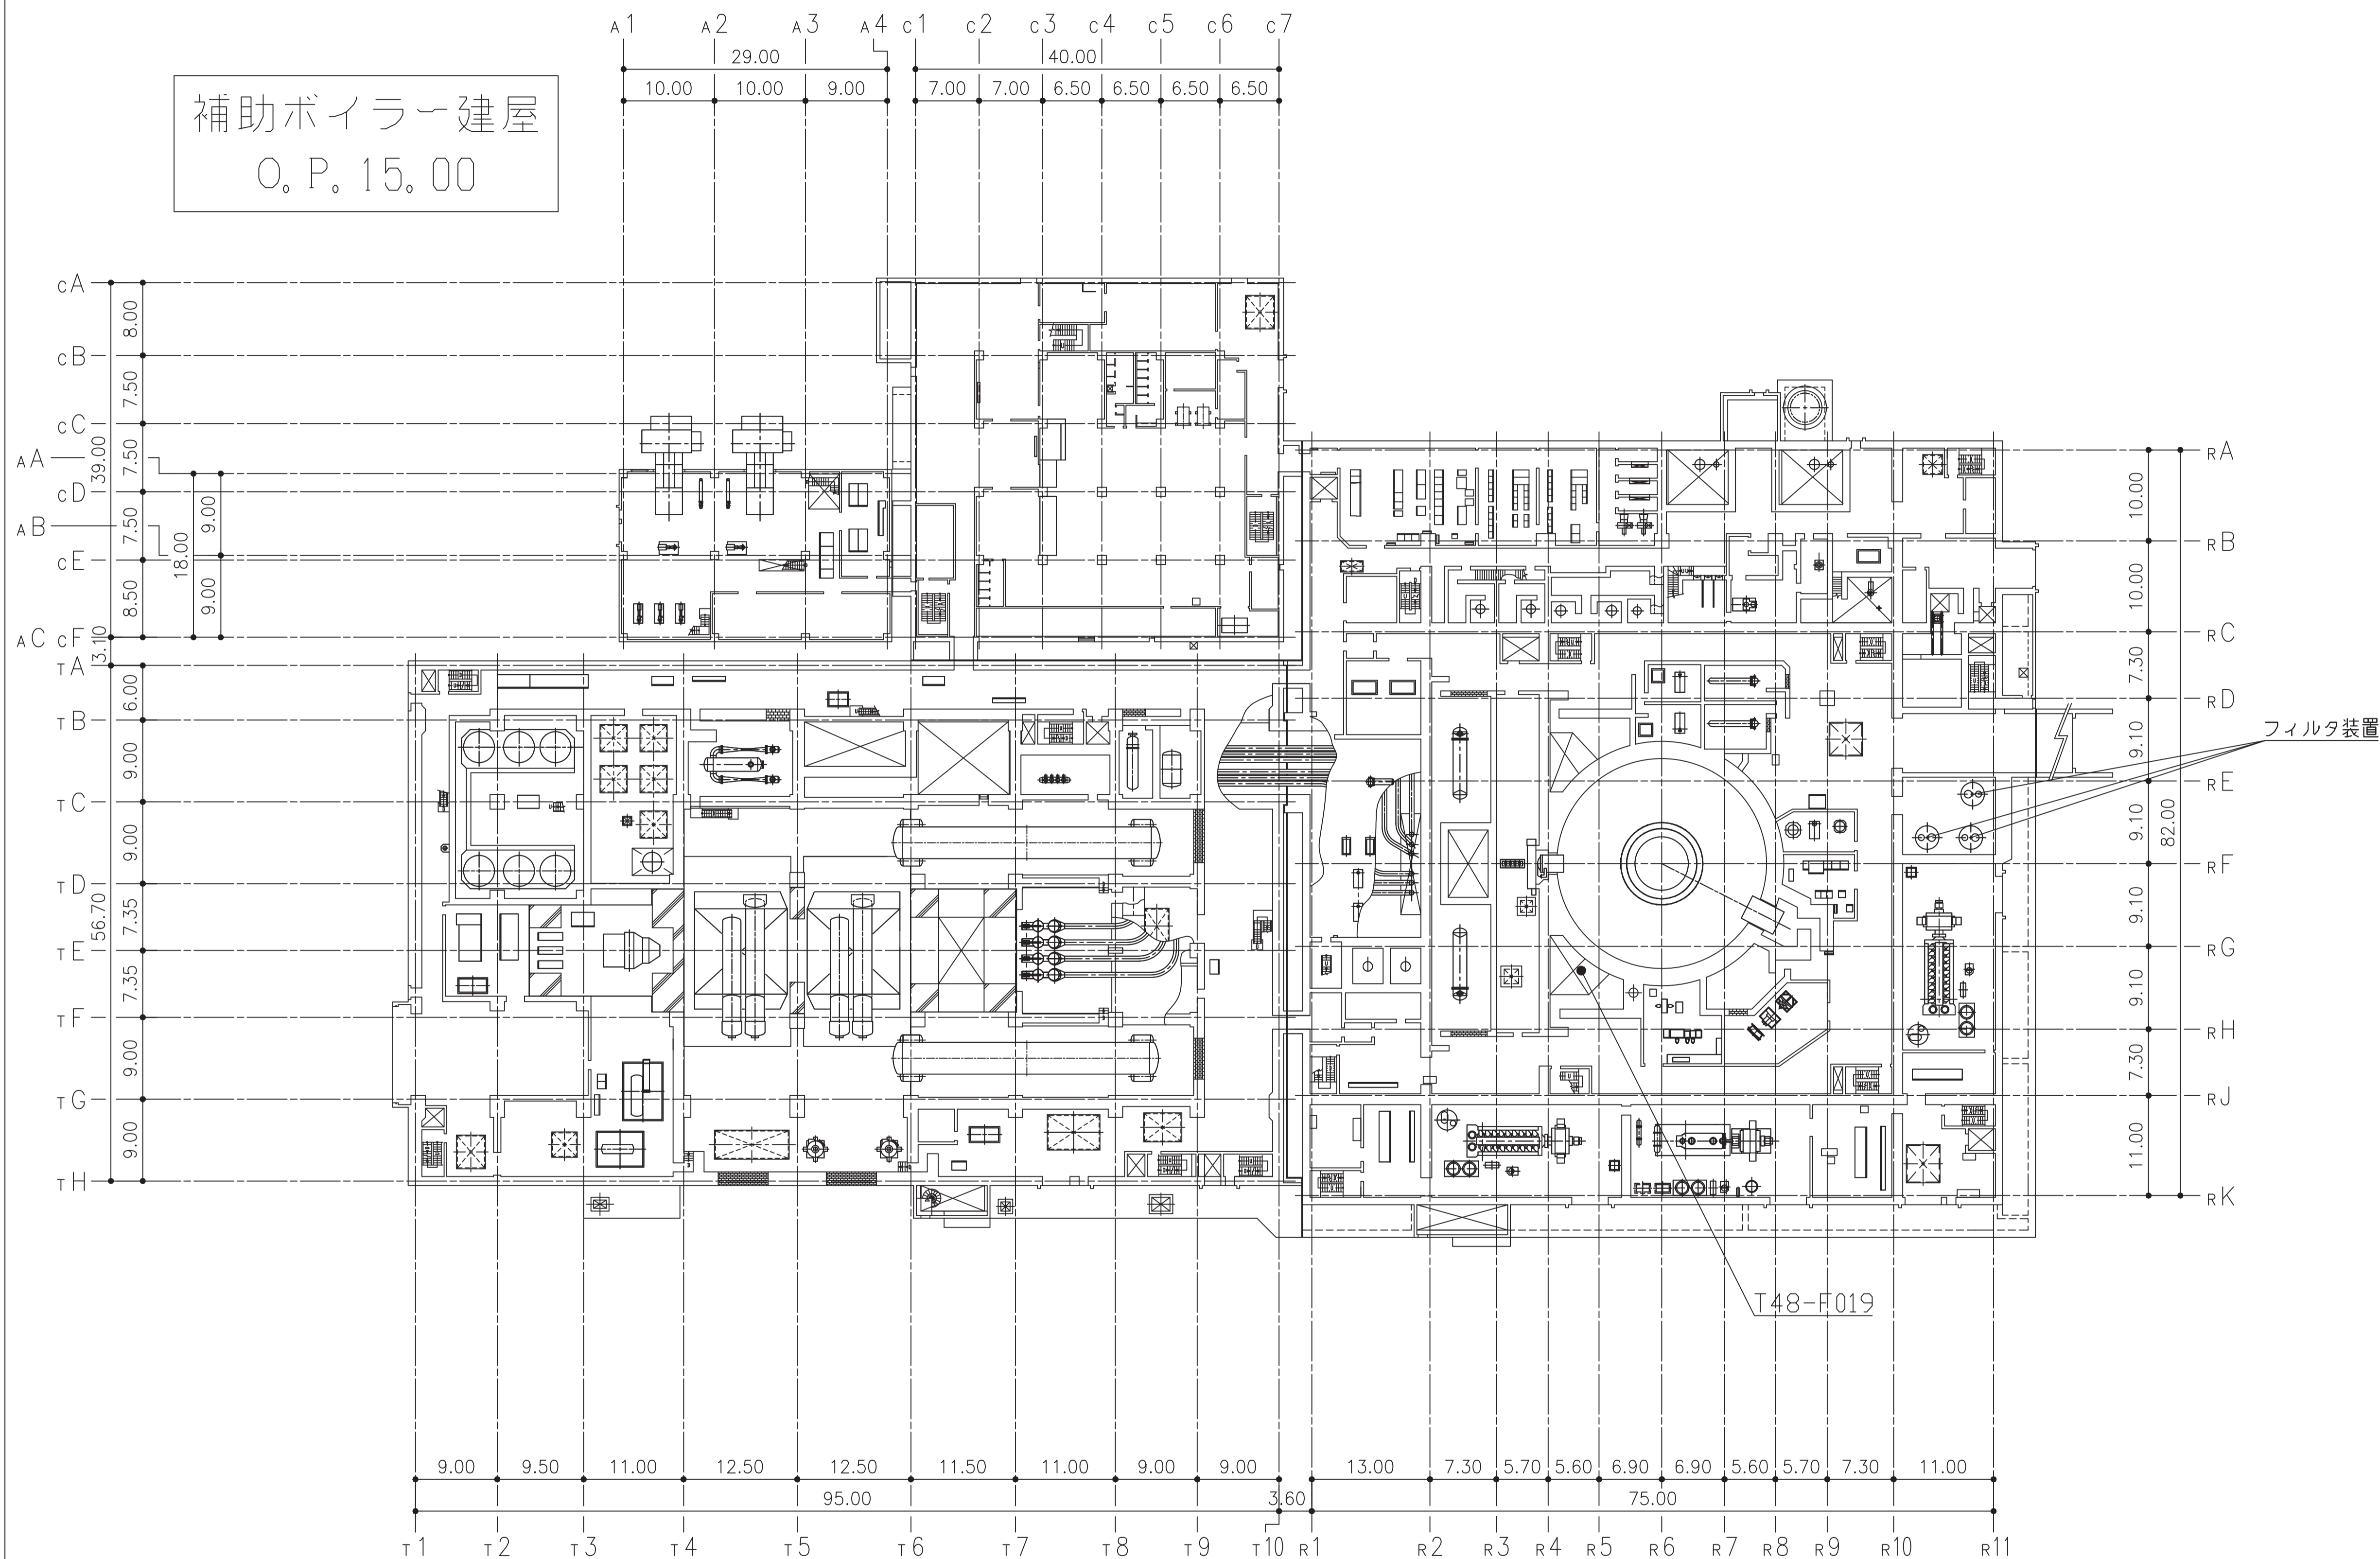 A1 A2 A3 A4 C1 C2 C3 C4 C5 C6 C7
29.00 40.00
10.00 10.00 9.00 7.00 7.00 6.50 6.50 6.50 6.50
補助ボイラー建屋
O.P.15.00
CA
8.00
CB
7.50
CC
39.00
7.50
AA
CD
9.00
7.50
AB
18.00
CE
9.00
8.50
AC CF
3.10
TA
6.00
TB
9.00
TC
9.00
TD
56.70
7.35
TE
7.35
TF
9.00
TG
9.00
TH
RA
10.00
RB
10.00
RC
7.30
RD
フィルタ装置
9.10
RE
82.00
9.10
RF
9.10
RG
9.10
RH
7.30
RJ
11.00
RK
T48-F019
9.00 9.50 11.00 12.50 12.50 11.50 11.00 9.00 9.00 13.00 7.30 5.70 5.60 6.90 6.90 5.60 5.70 7.30 11.00
95.00 3.60 75.00
T1 T2 T3 T4 T5 T6 T7 T8 T9 T10 R1 R2 R3 R4 R5 R6 R7 R8 R9 R10 R11